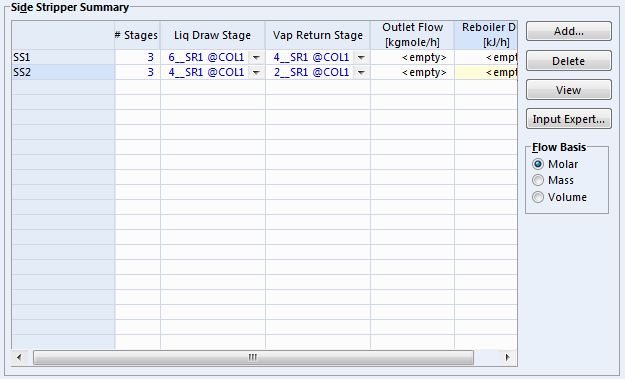 Side Stripper Summary
# Stages Liq Draw Stage Vap Return Stage Outlet Flow [kgmole/h] Reboiler D [kJ/h]
SS1 3 6__SR1 @COL1 4__SR1 @COL1 <empty> <empt
SS2 3 4__SR1 @COL1 2__SR1 @COL1 <empty> <empt
Add...
Delete
View
Input Expert...
Flow Basis
Molar
Mass
Volume